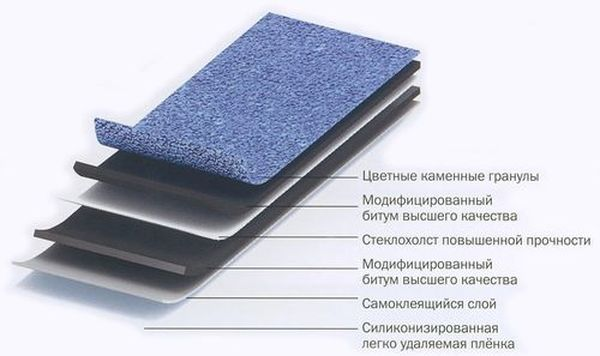 Цветные каменные гранулы
Модифицированный
битум высшего качества
Стеклохолст повышенной прочности
Модифицированный
битум высшего качества
Самоклеящийся слой
Силиконизированная
легко удаляемая плёнка